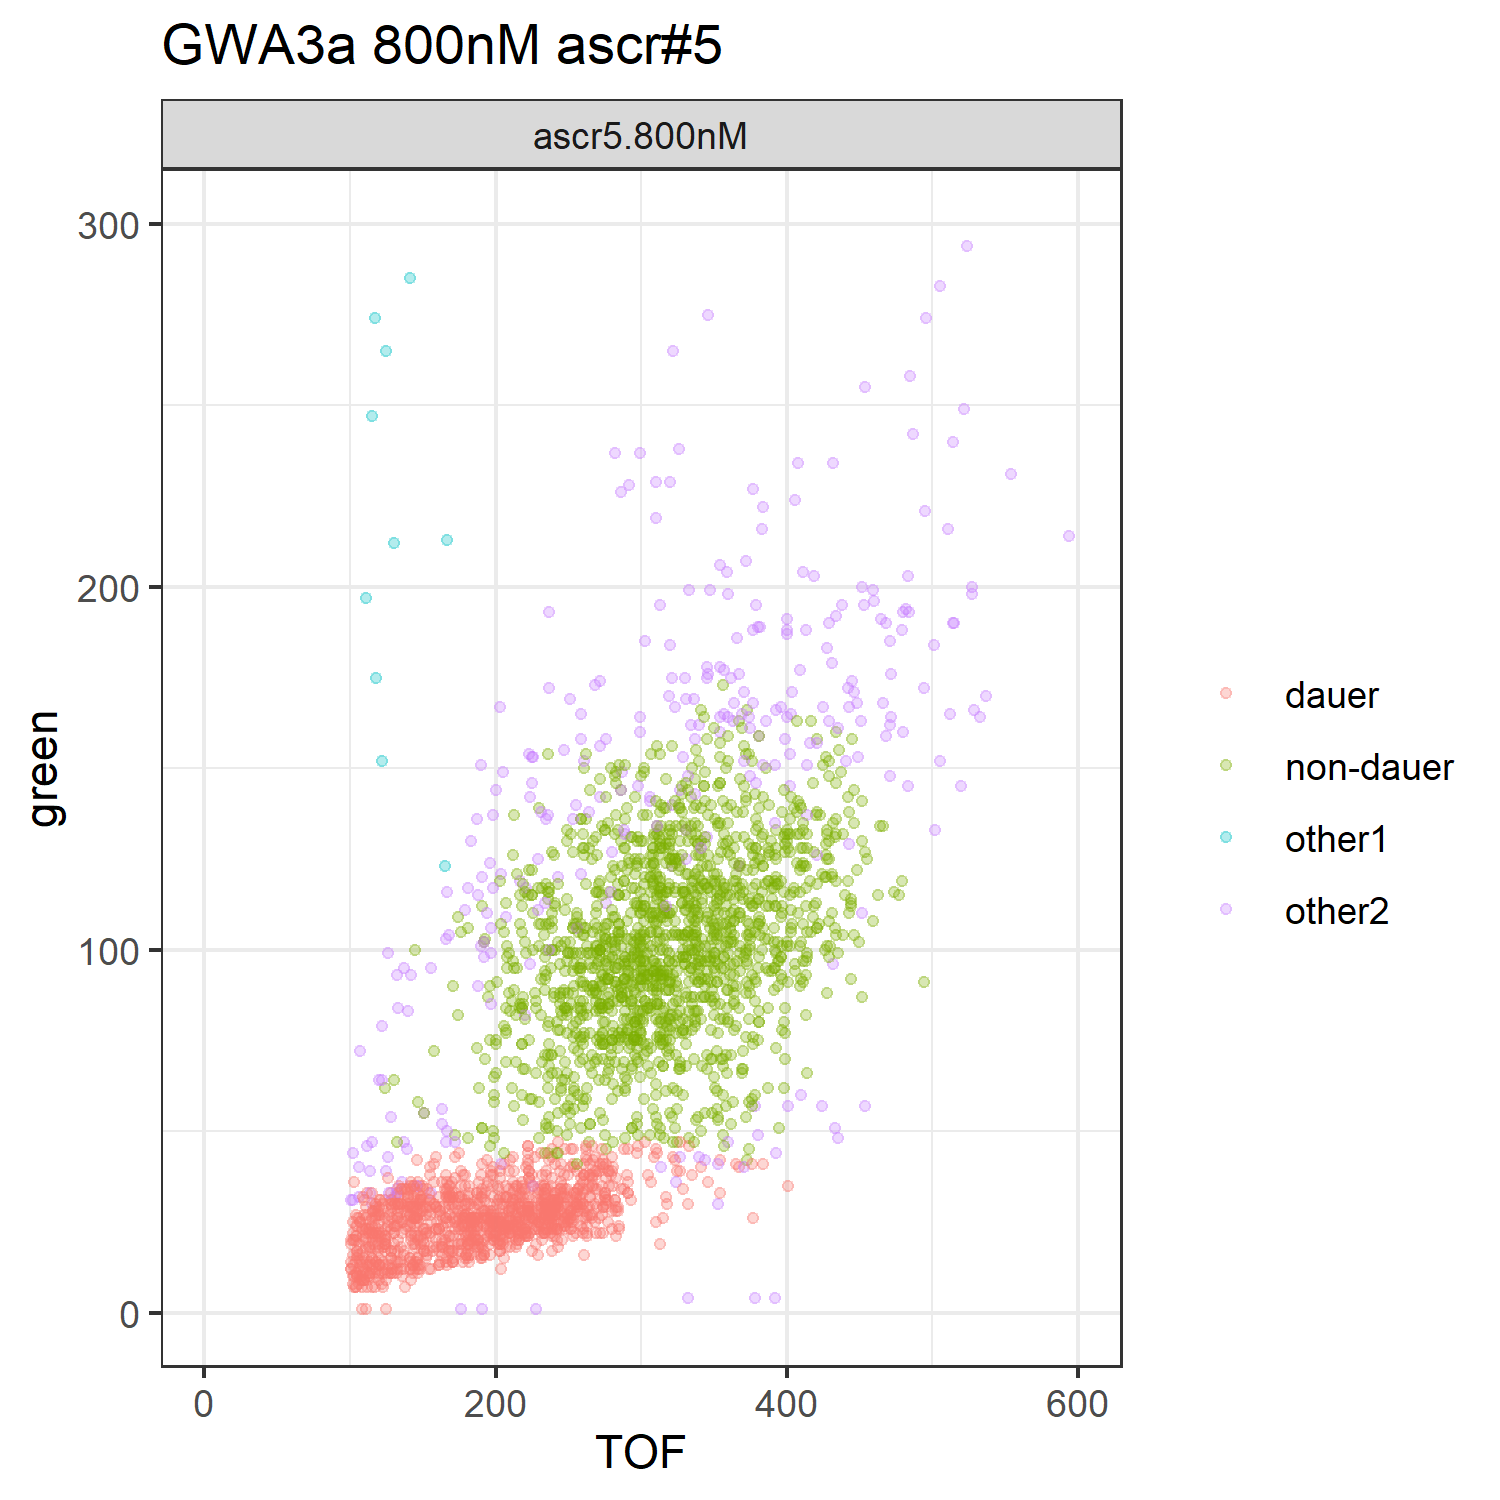 GWA3a 800nM ascr#5
ascr5.800nM
300
200
100
0
green
0 200 400 600
TOF
dauer
non-dauer
other1
other2